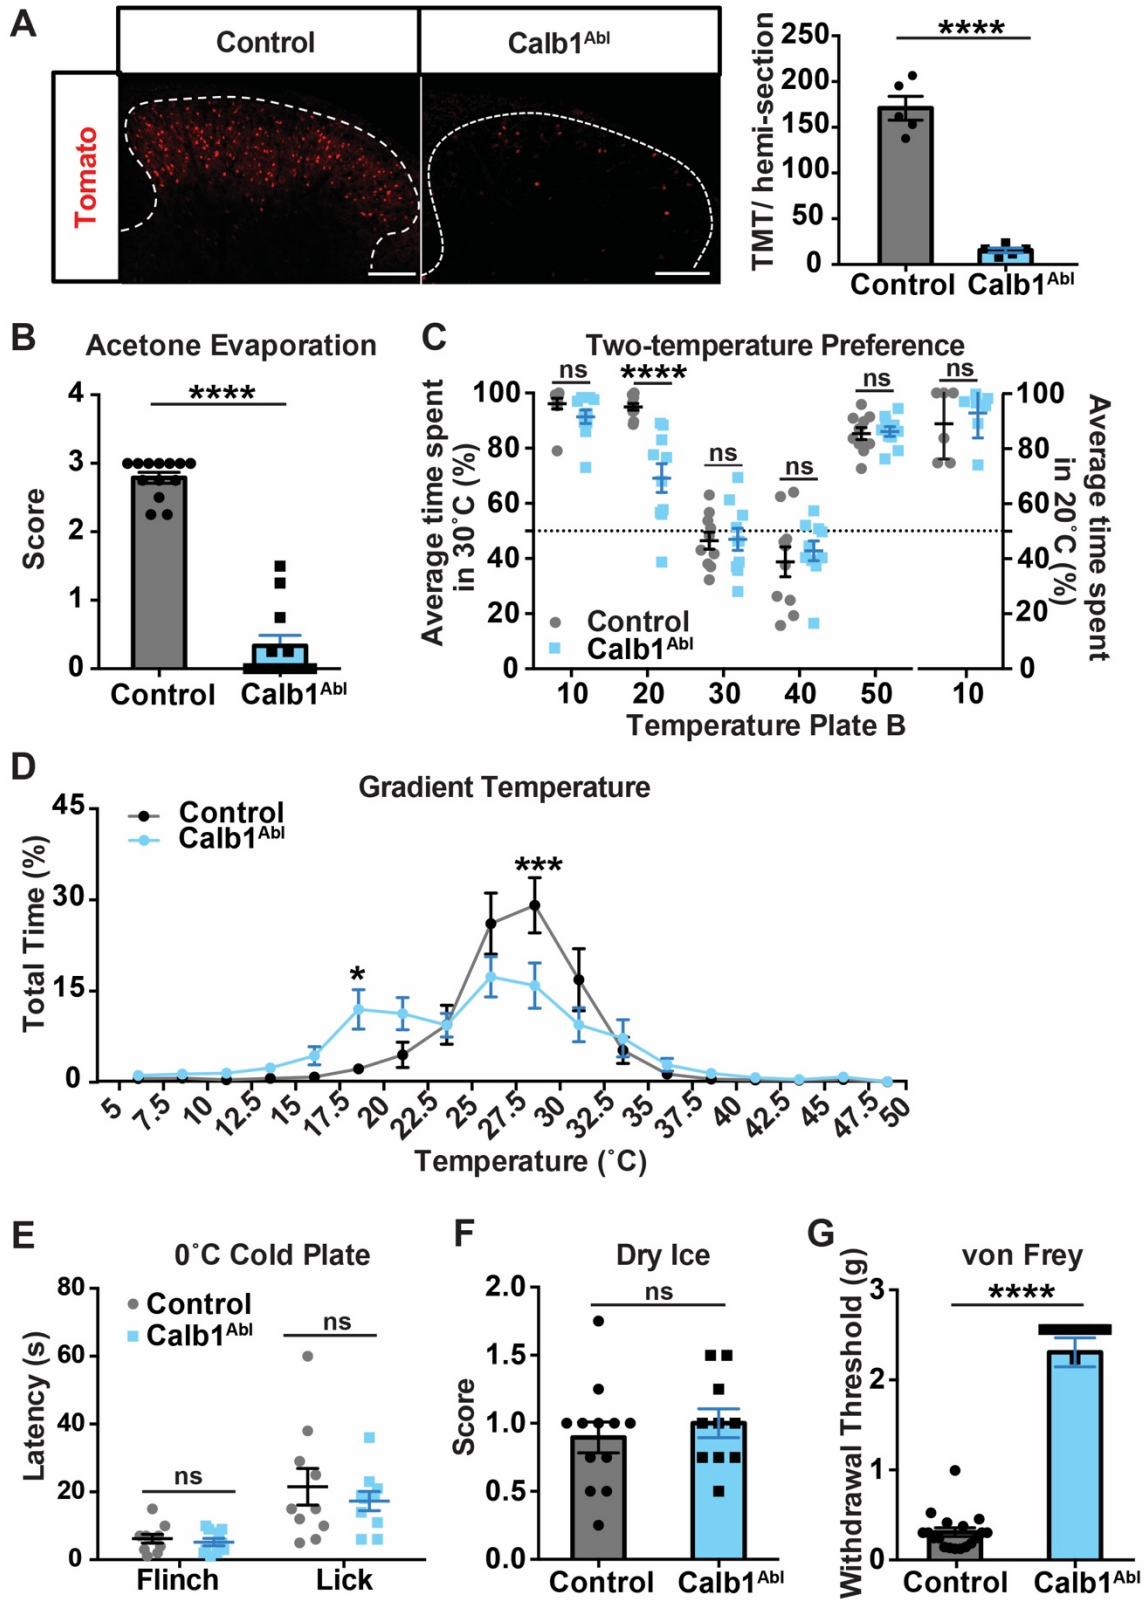 A
Control
Calb1Abl
Tomato
TMT/ hemi-section
250
200
150
100
50
0
****
Control
Calb1Abl
B
Acetone Evaporation
Score
4
3
2
1
0
****
Control
Calb1Abl
C
Two-temperature Preference
Average time spent
in 30˚C (%)
100
80
60
40
20
0
ns
****
ns
ns
ns
ns
Control
Calb1Abl
100
80
60
40
20
0
Average time spent
in 20˚C (%)
10
20
30
40
50
10
Temperature Plate B
D
Gradient Temperature
Total Time (%)
45
30
15
0
Control
Calb1Abl
*
***
5
7.5
10
12.5
15
17.5
20
22.5
25
27.5
30
32.5
35
37.5
40
42.5
45
47.5
50
Temperature (˚C)
E
0˚C Cold Plate
Latency (s)
80
60
40
20
0
Control
Calb1Abl
ns
ns
Flinch
Lick
F
Dry Ice
Score
2.0
1.5
1.0
0.5
0.0
ns
Control
Calb1Abl
G
von Frey
Withdrawal Threshold (g)
3
2
1
0
****
Control
Calb1Abl